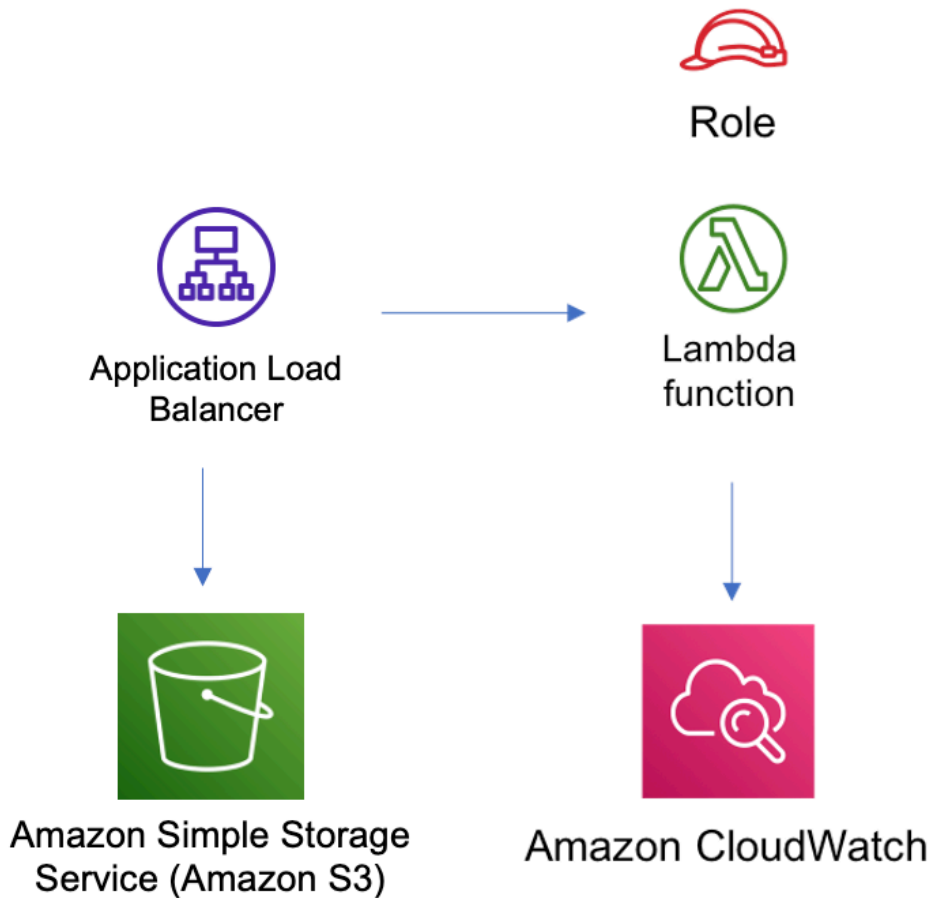 Role
Application Load
Balancer
Lambda
function
Amazon Simple Storage
Service (Amazon S3)
Amazon CloudWatch